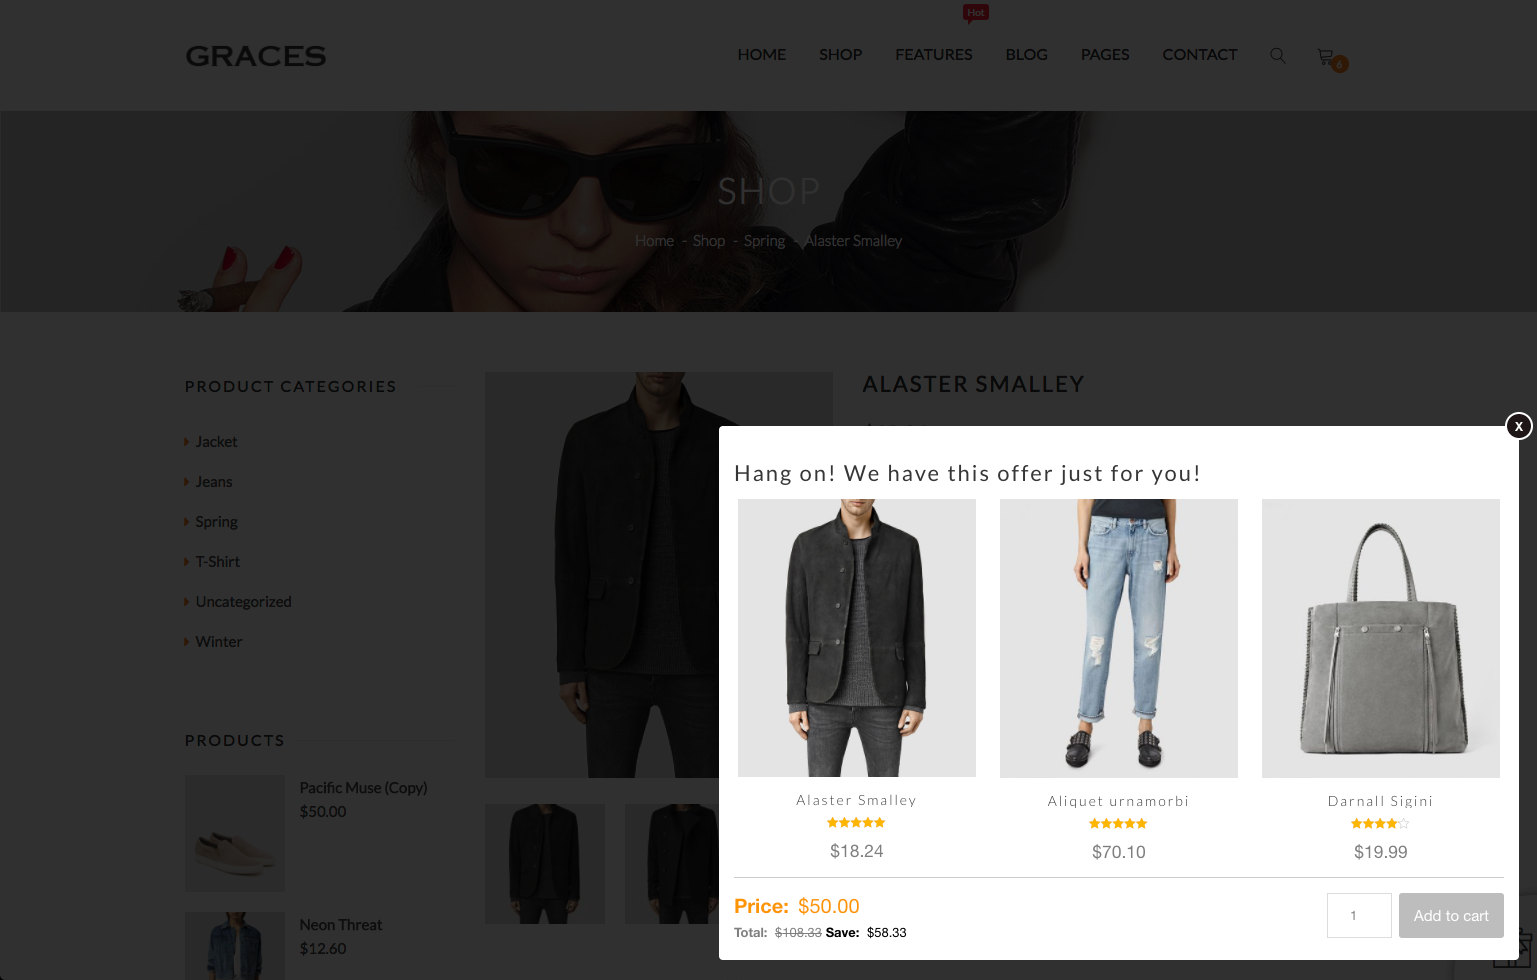 Hot
GRACES
HOME SHOP FEATURES BLOG PAGES CONTACT
6
SHOP
Home - Shop - Spring - Alaster Smalley
PRODUCT CATEGORIES
Jacket
Jeans
Spring
T-Shirt
Uncategorized
Winter
PRODUCTS
Pacific Muse (Copy)
$50.00
Neon Threat
$12.60
ALASTER SMALLEY
X
Hang on! We have this offer just for you!
Alaster Smalley
$18.24
Aliquet urnamorbi
$70.10
Darnall Sigini
$19.99
Price: $50.00
Total: $108.33 Save: $58.33
1
Add to cart